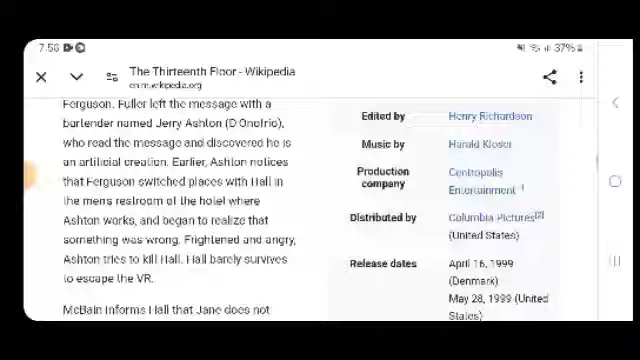 7:58
37%
The Thirteenth Floor - Wikipedia
en.m.wikipedia.org
Ferguson. Fuller left the message with a
bartender named Jerry Ashton (D'Onofrio),
who read the message and discovered he is
an artificial creation. Earlier, Ashton notices
that Ferguson switched places with Hall in
the men's restroom of the hotel where
Ashton works, and began to realize that
something was wrong. Frightened and angry,
Ashton tries to kill Hall. Hall barely survives
to escape the VR.
McBain informs Hall that Jane does not
Edited by Henry Richardson
Music by Harald Kloser
Production company Centropolis
Entertainment
Distributed by Columbia Pictures[2]
(United States)
Release dates April 16, 1999
(Denmark)
May 28, 1999 (United
States)